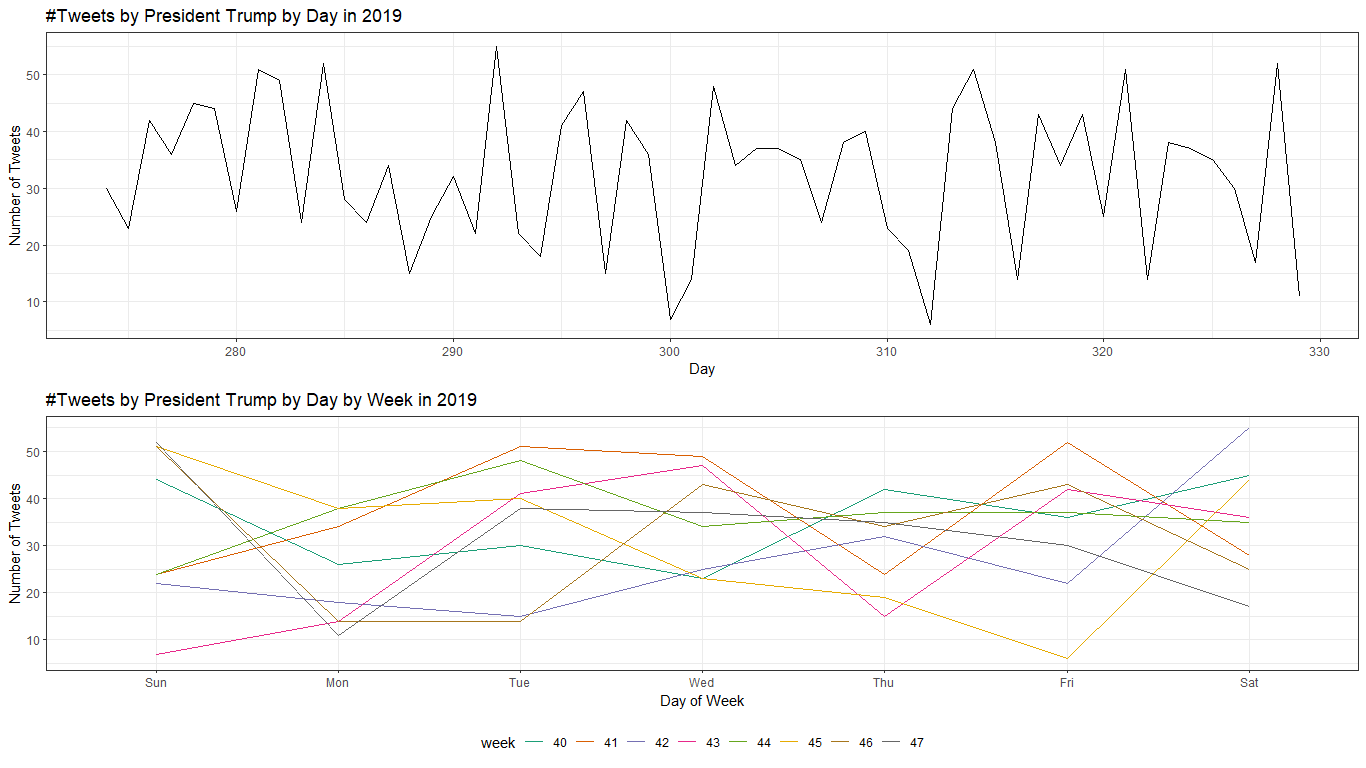 #Tweets by President Trump by Day in 2019
Number of Tweets
50
40
30
20
10
280 290 300 310 320 330
Day
#Tweets by President Trump by Day by Week in 2019
Number of Tweets
50
40
30
20
10
Sun Mon Tue Wed Thu Fri Sat
Day of Week
week 40 41 42 43 44 45 46 47